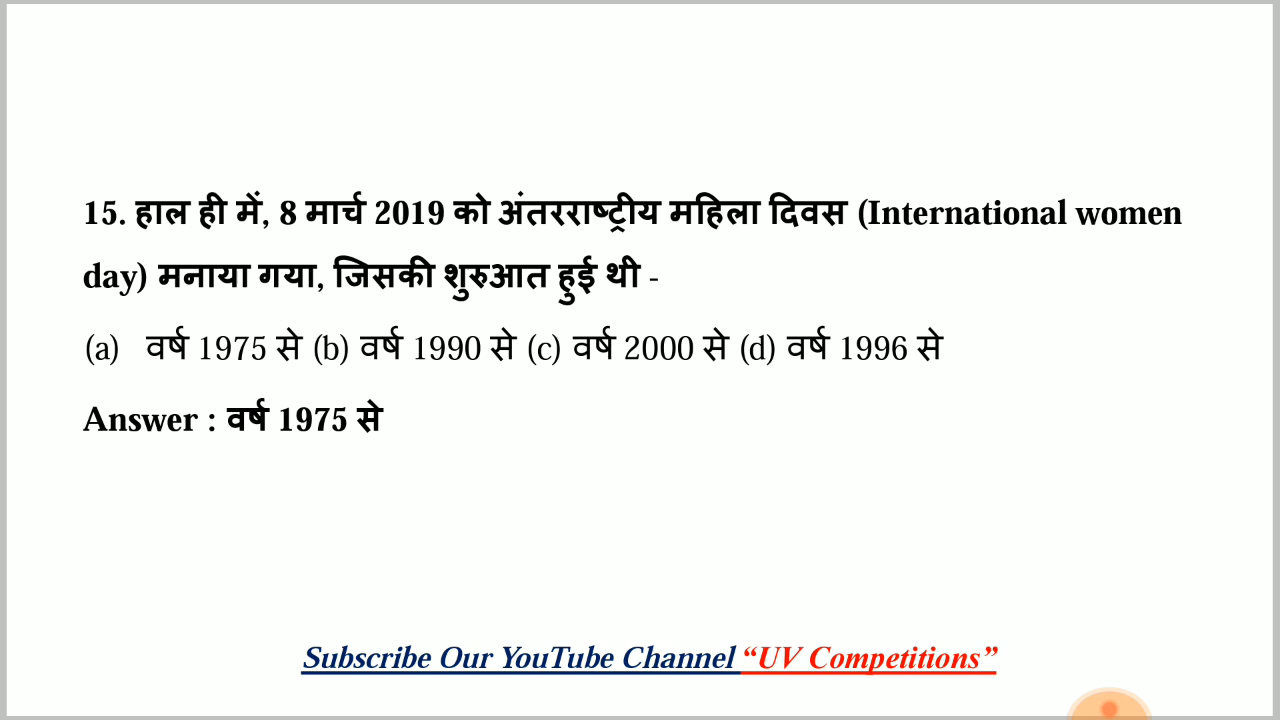 15. हाल ही में, 8 मार्च 2019 को अंतरराष्ट्रीय महिला दिवस (International women
day) मनाया गया, जिसकी शुरुआत हुई थी -
(a) वर्ष 1975 से (b) वर्ष 1990 से (c) वर्ष 2000 से (d) वर्ष 1996 से
Answer : वर्ष 1975 से
Subscribe Our YouTube Channel “UV Competitions”